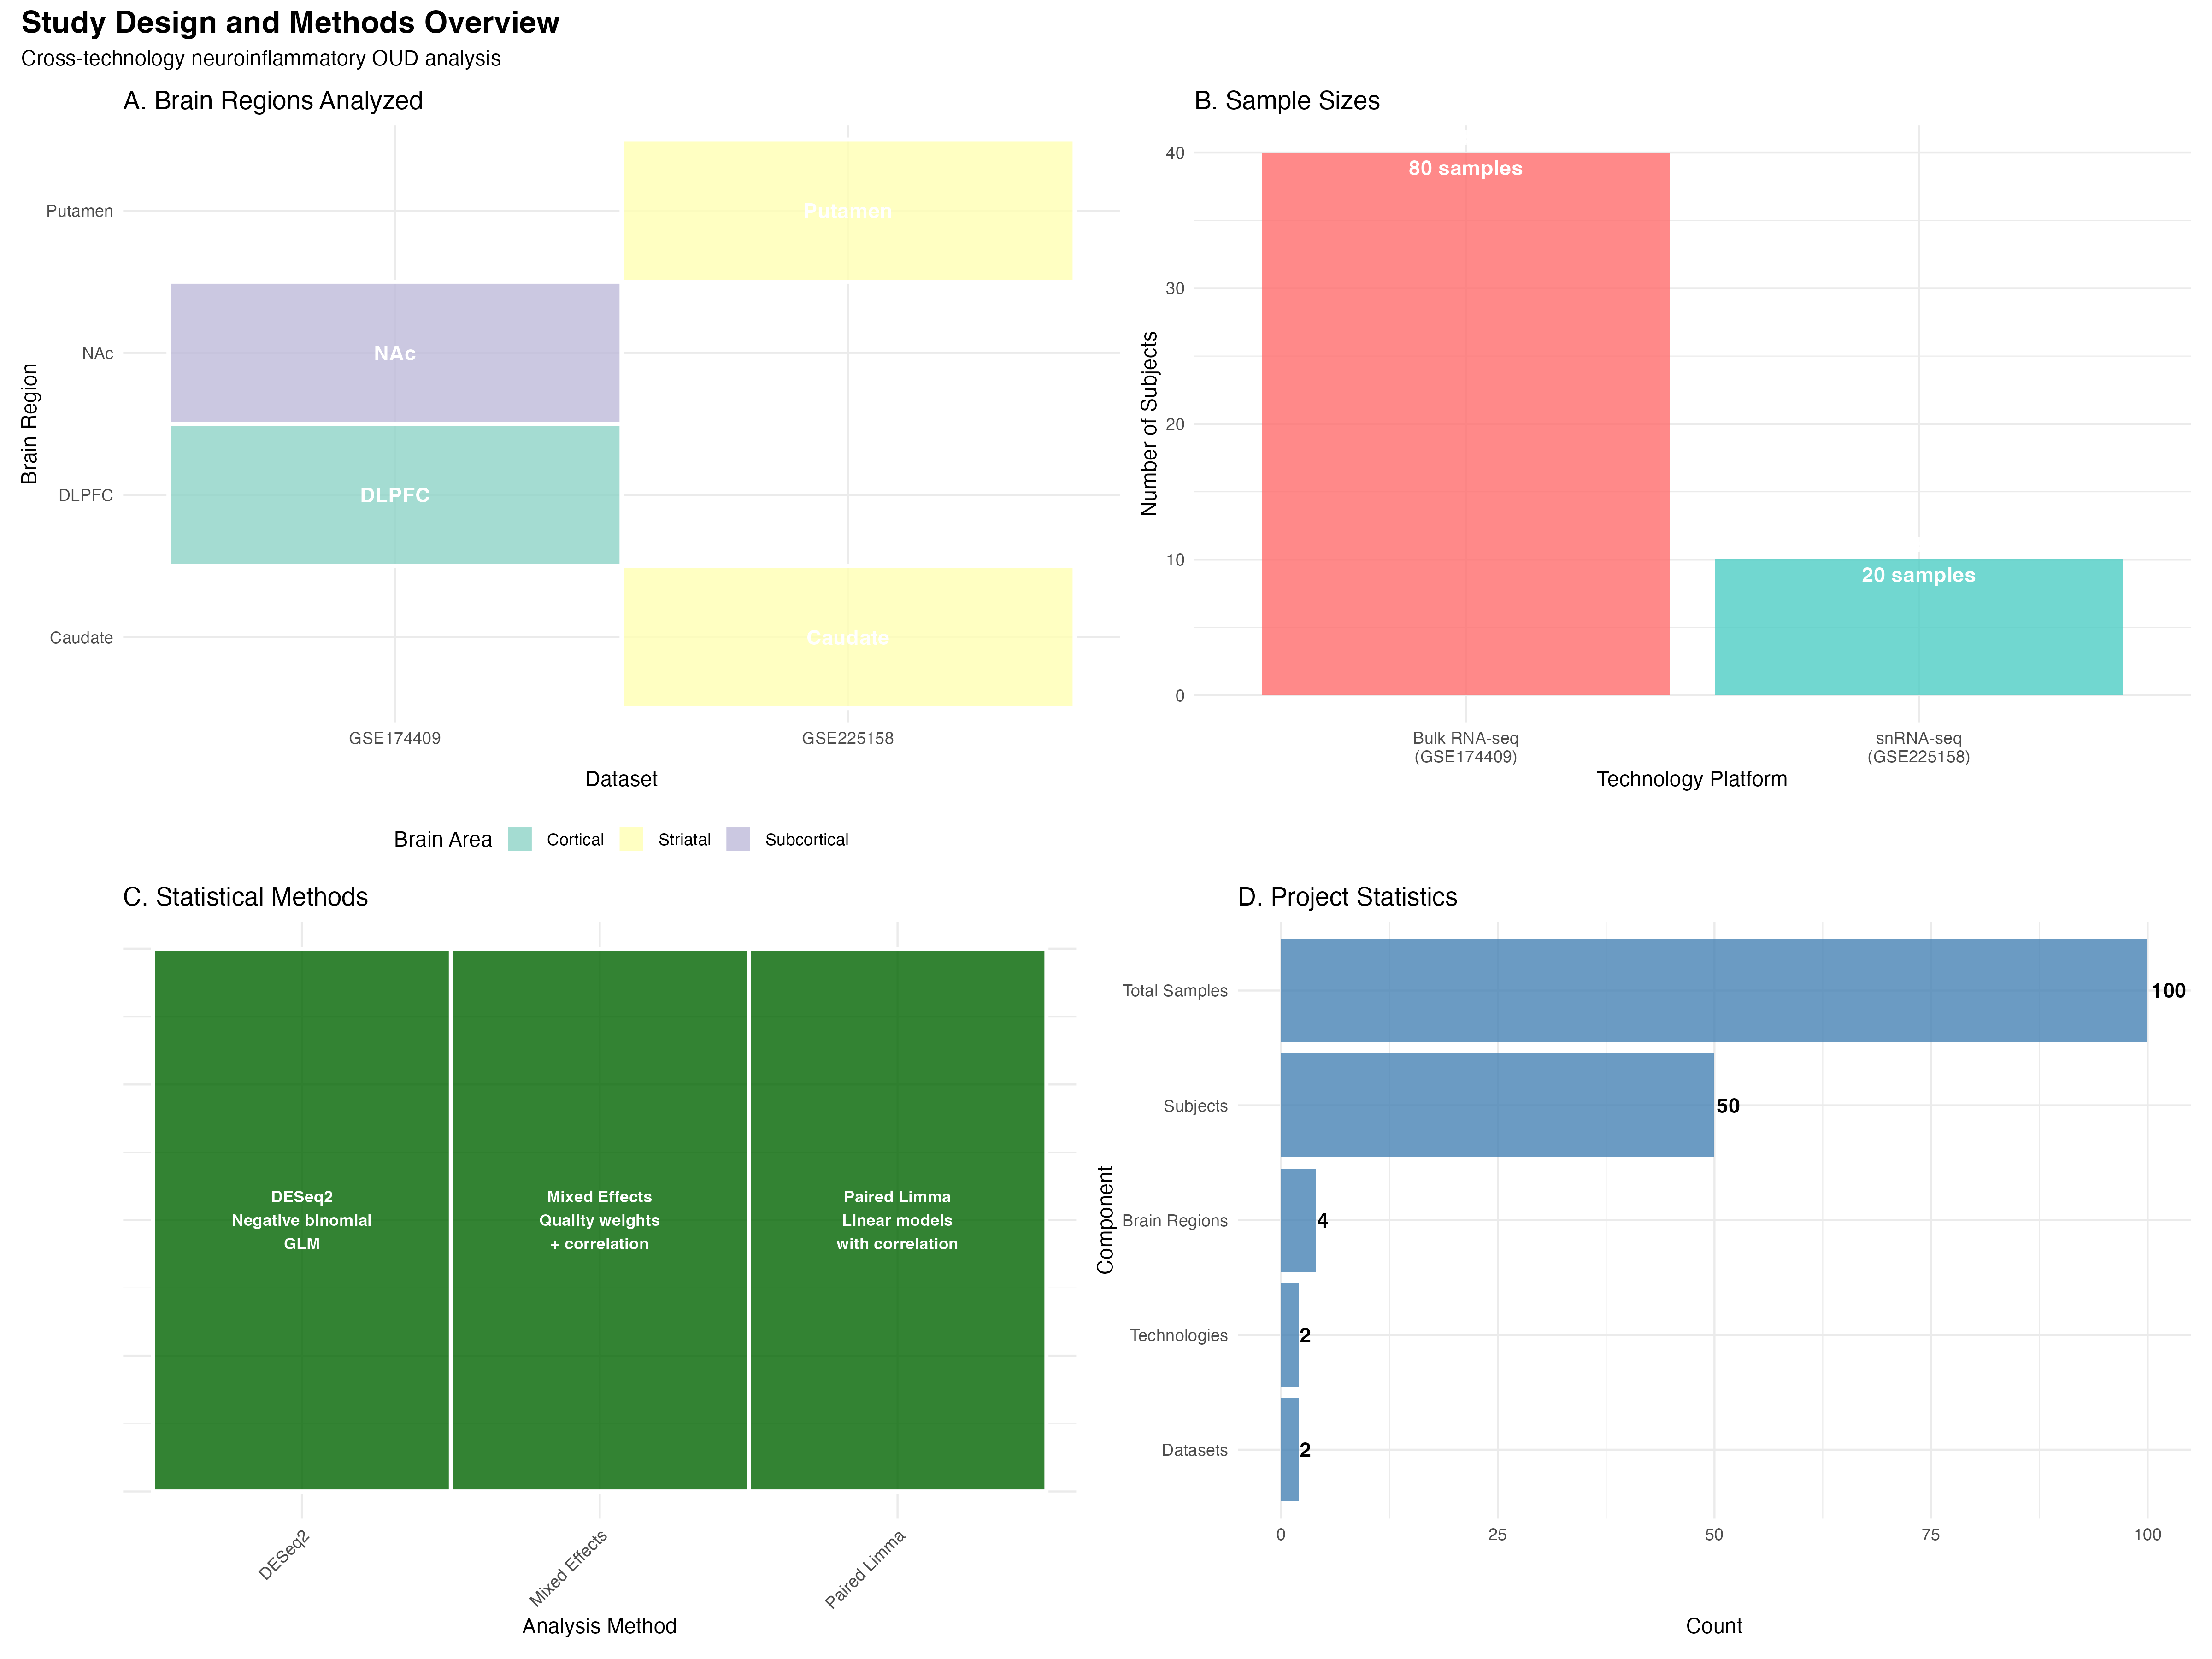 Study Design and Methods Overview
Cross-technology neuroinflammatory OUD analysis
A. Brain Regions Analyzed
Brain Region
Putamen
NAc
DLPFC
Caudate
Putamen
NAc
DLPFC
Caudate
GSE174409
GSE225158
Dataset
Brain Area
Cortical
Striatal
Subcortical
B. Sample Sizes
Number of Subjects
40
30
20
10
0
80 samples
20 samples
Bulk RNA-seq
(GSE174409)
snRNA-seq
(GSE225158)
Technology Platform
C. Statistical Methods
DESeq2
Negative binomial
GLM
Mixed Effects
Quality weights
+ correlation
Paired Limma
Linear models
with correlation
DESeq2
Mixed Effects
Paired Limma
Analysis Method
D. Project Statistics
Component
Total Samples
100
Subjects
50
Brain Regions
4
Technologies
2
Datasets
2
0
25
50
75
100
Count